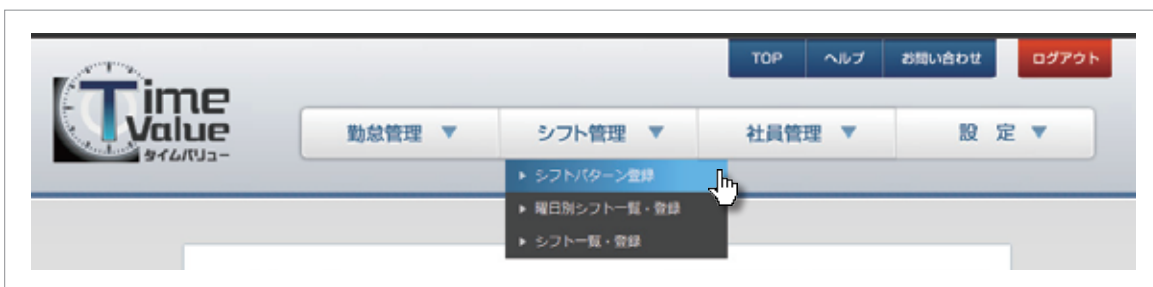 TOP ヘルプ お問い合わせ ログアウト
Time
Value
タイムバリュー
勤怠管理 ▼ シフト管理 ▼ 社員管理 ▼ 設 定 ▼
▶ シフトパターン登録
▶ 曜日別シフト一覧・登録
▶ シフト一覧・登録